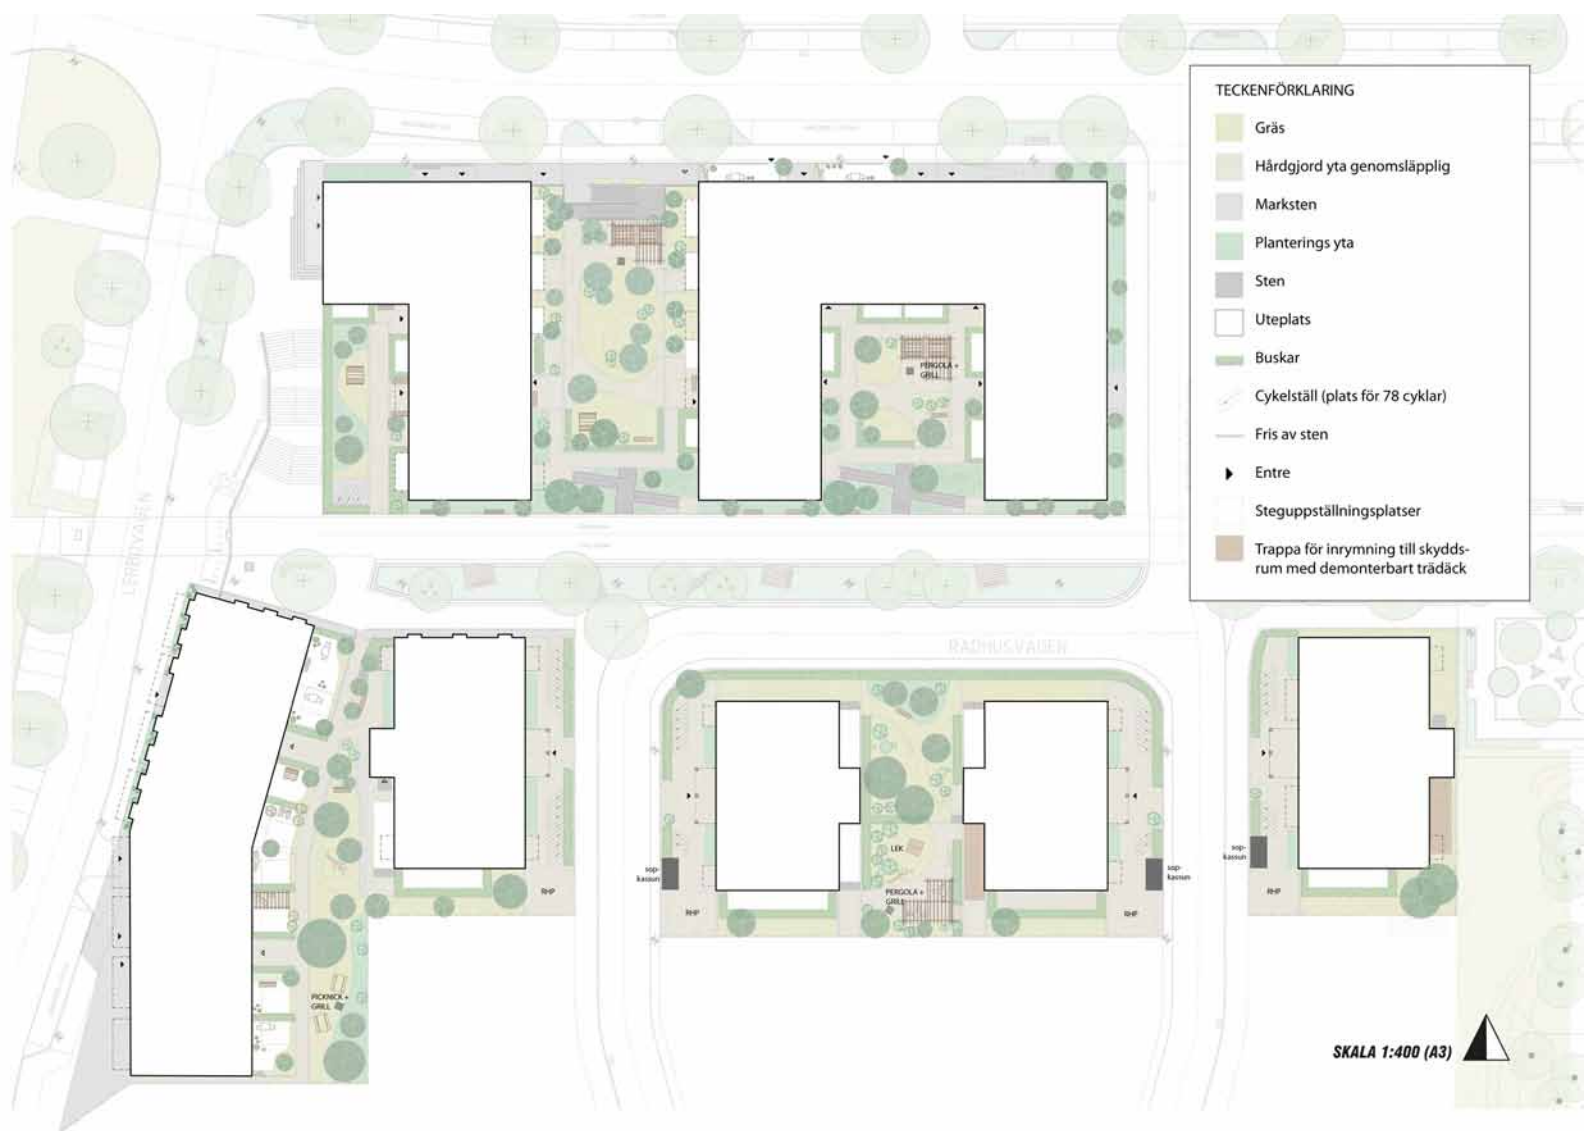 TECKENFÖRKLARING
Gräs
Hårdgjord yta genomsläpplig
Marksten
Planterings yta
Sten
Uteplats
Buskar
Cykelställ (plats för 78 cyklar)
Fris av sten
Entre
Steguppställningsplatser
Trappa för inrymning till skydds-
rum med demonterbart trädäck
PERGOLA +
GRILL
sop-
kassun
RHP
LEK
PERGOLA +
GRILL
RHP
RHP
sop-
kassun
sop-
kassun
RHP
PICKNICK +
GRILL
SKALA 1:400 (A3)